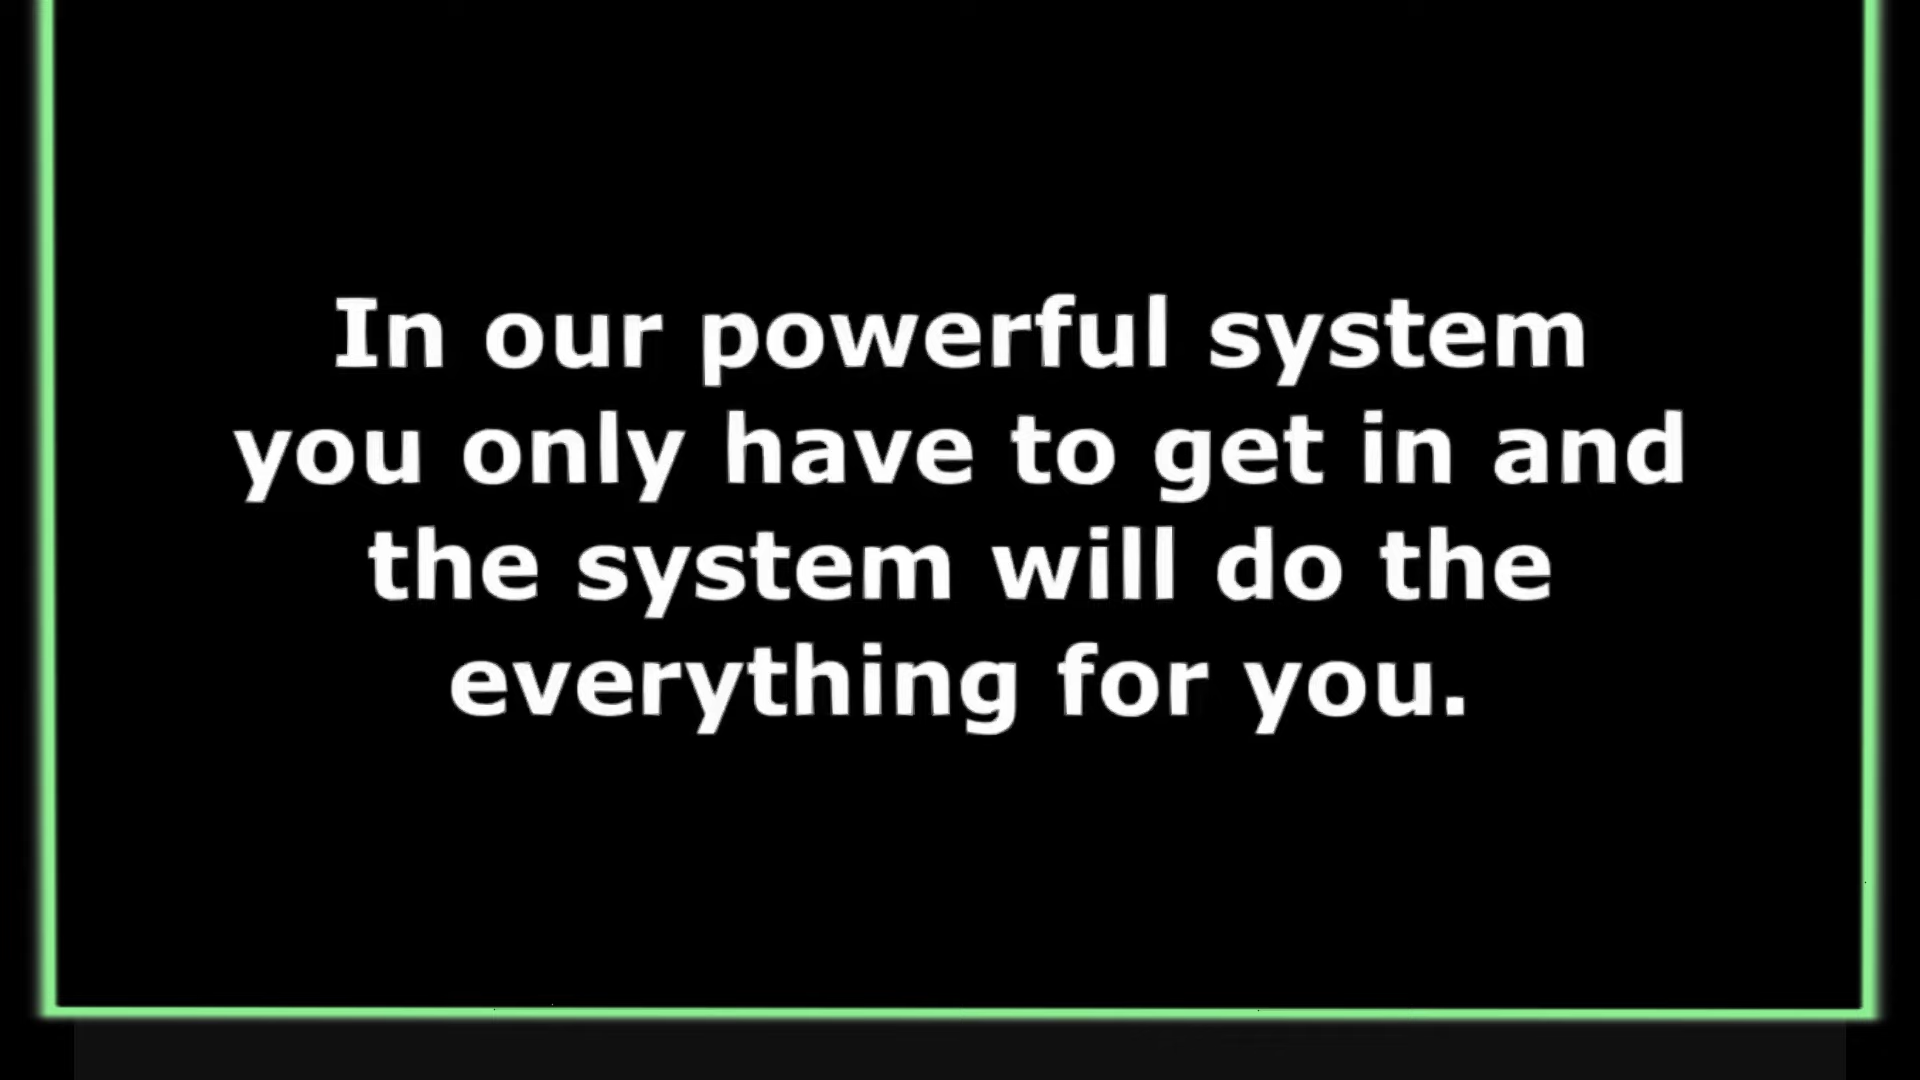 In our powerful system
you only have to get in and
the system will do the
everything for you.